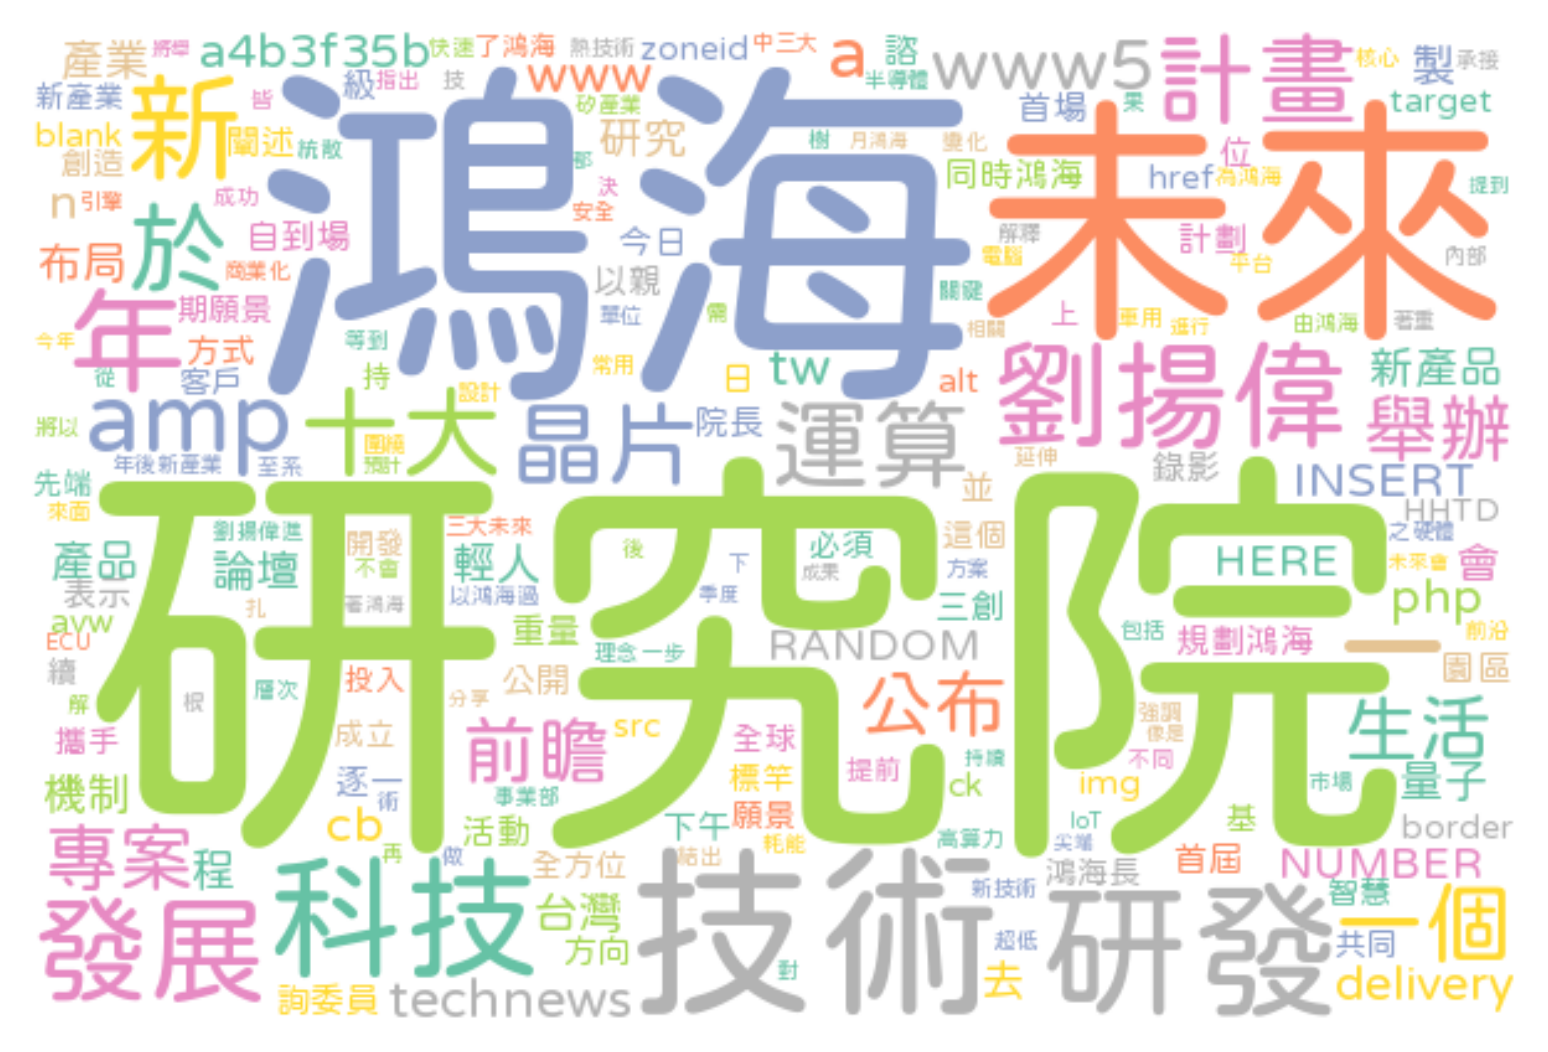 產業 將舉 a4b3f35b 快速 了鴻海 熱技術 zoneid 中三大 a 諮 www5 計畫 核心 製 承接
新產業 新 皆 級 指出 技 www 矽產業 半導體 首場 果 target
blank 闡述 統散 鴻海 研究 樹 月鴻海 變化 未來 位
創造 成功 部 決 同時鴻海 href 為鴻海 提到
n 引擎 於 自到場 安全 今日 解釋 計劃 內部
布局 商業化 以親 電腦 平台
年 期願景 單位 需 關鍵 上 車用 進行 由鴻海 著重
今年 方式 等到 相關
從 客戶 持 設計 常用 日 tw alt 劉揚偉 新產品
將以 amp 十大 圍繞 預計 晶片 院長 運算 延伸 錄影 舉辦
先端 年後新產業 至系 並 INSERT
來面 研究院 劉揚偉進 三大未來 HHTD
產品 論壇 開發 不會 輕人 後 必須 這個 之硬體
表示 扎 著鴻海 以鴻海過 下 成果 方案 HERE 未來會 會
avw 季度 三創 php
ECU 重量 理念一步 RANDOM 包括 規劃鴻海 一 前沿
續 根 層次 投入 分享 公開 公布 園區
解 成立 前瞻 src 全球 強調 像是 生活
攜手 逐一 提前 持續 不同
機制 術 事業部 標竿 ck img 市場 量子
cb 活動 下午 願景 IoT 基 border
專案 程 再 做 全方位 結出 耗能 高算力 尖端 首屆 NUMBER
發展 科技 台灣 技術 新技術 鴻海長 研發 智慧 一個
方向 對 超低 共同
詢委員 technews 去 delivery